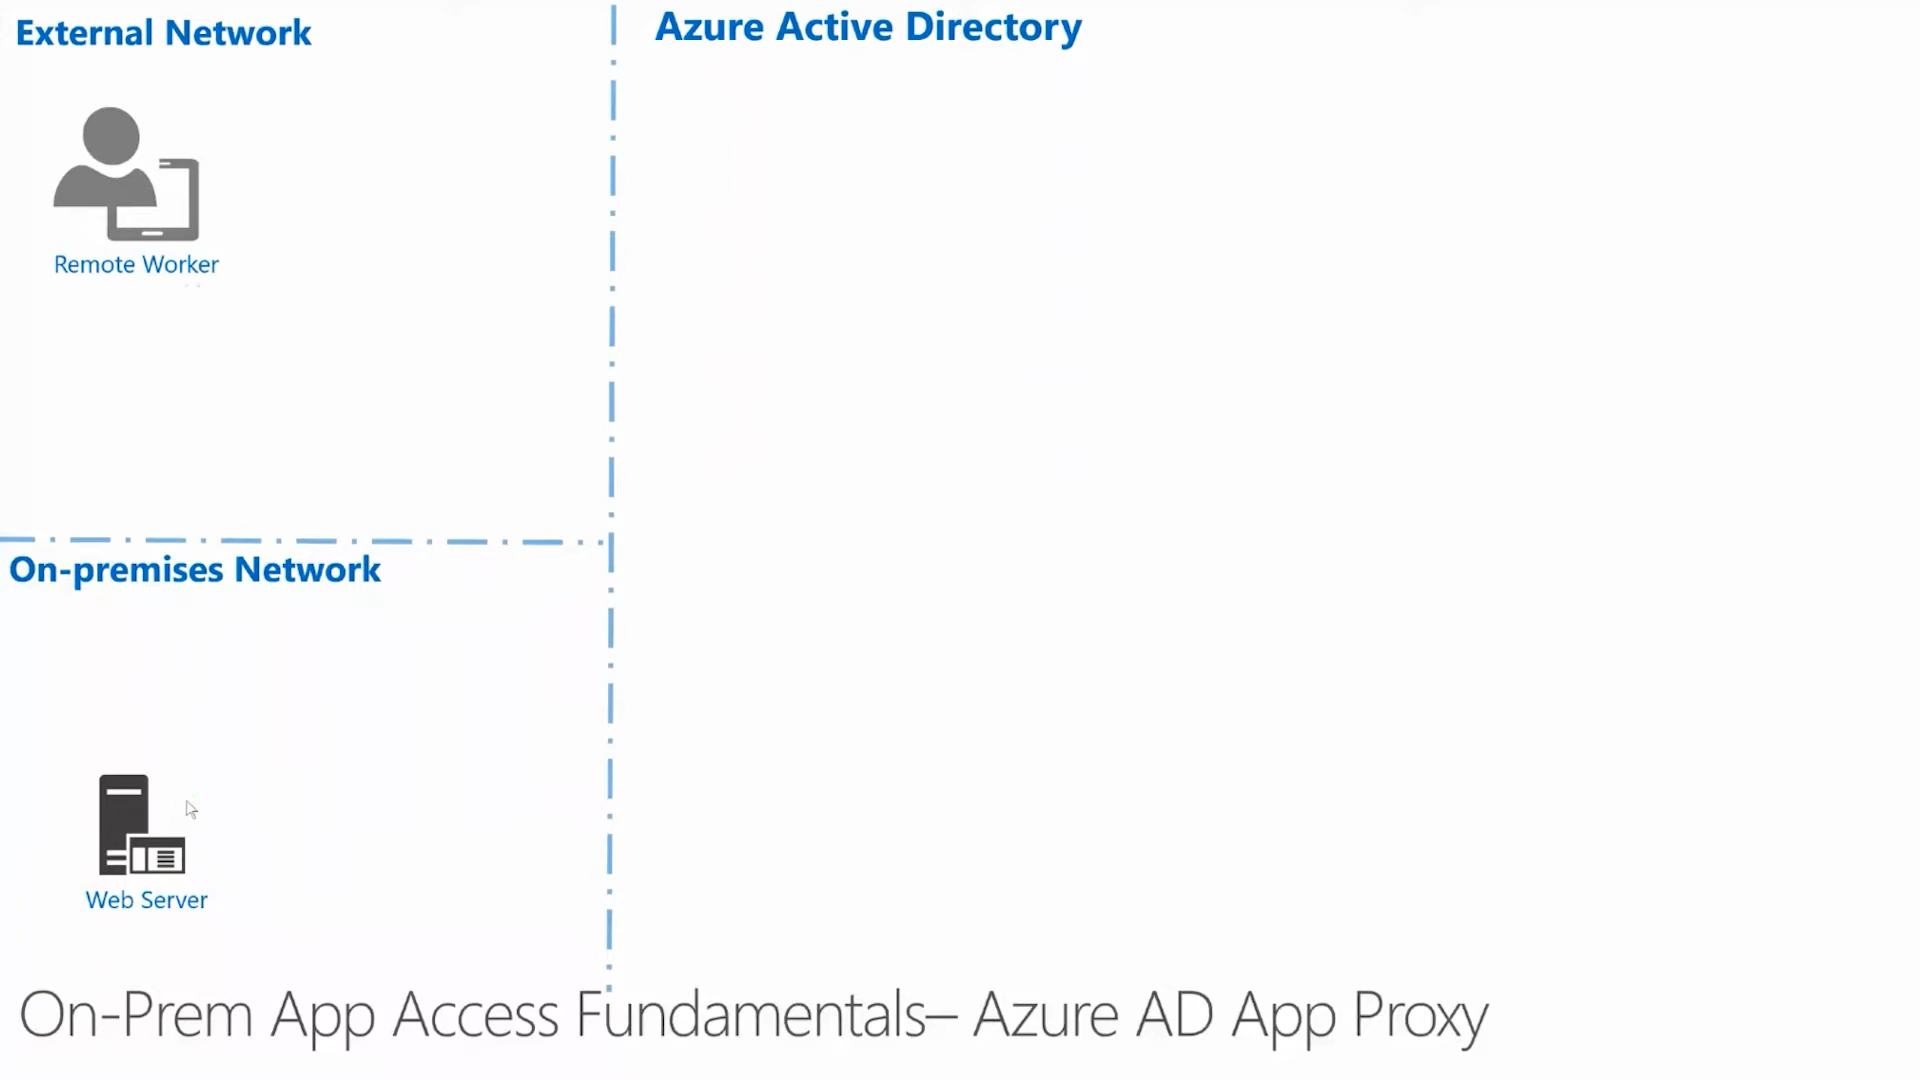 External Network
Azure Active Directory
Remote Worker
On-premises Network
Web Server
On-Prem App Access Fundamentals– Azure AD App Proxy